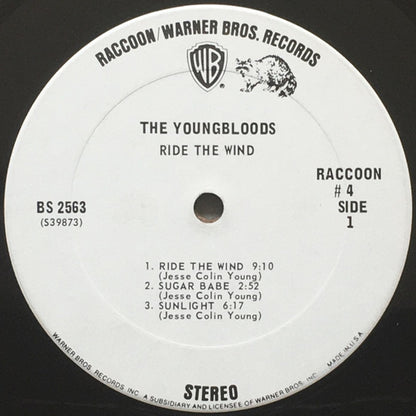 RACCOON/WARNER BROS. RECORDS
WB
THE YOUNGBLOODS
RIDE THE WIND
RACCOON
# 4
BS 2563
SIDE
(S39873)
1
1. RIDE THE WIND 9:10
(Jesse Colin Young)
2. SUGAR BABE 2:52
(Jesse Colin Young)
3. SUNLIGHT 6:17
(Jesse Colin Young)
STEREO
WARNER BROS. RECORDS INC. A SUBSIDIARY AND LICENSEE OF WARNER BROS. INC. MADE IN U.S.A.